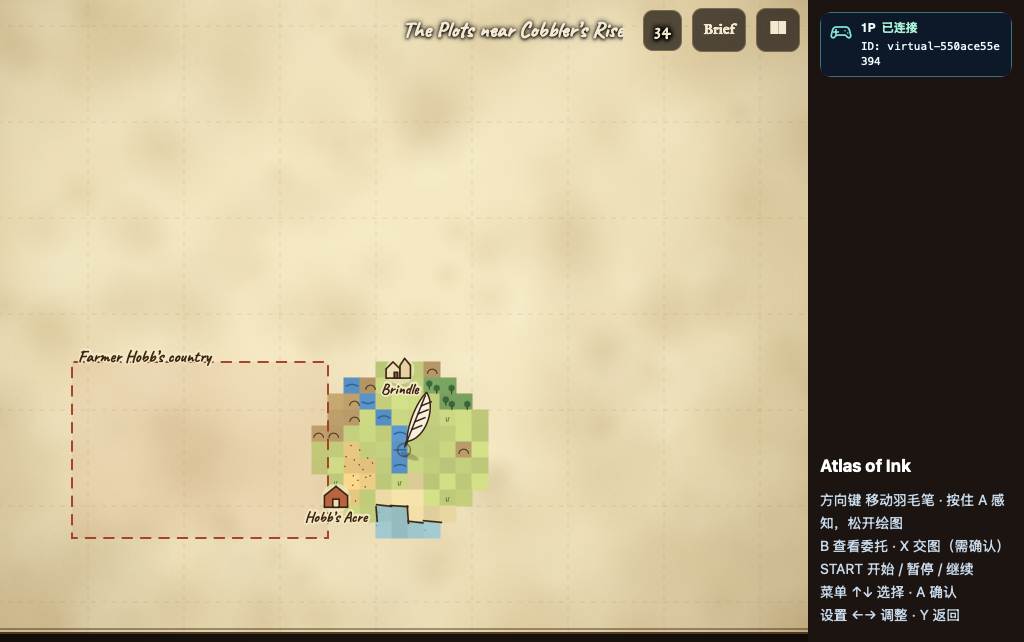 The Plots near Cobbler's Rise
34
Brief
1P 已连接
ID: virtual-550ace55e
394
Farmer Hobb's country
Brindle
Hobb's Acre
Atlas of Ink
方向键 移动羽毛笔 · 按住 A 感
知，松开绘图
B 查看委托 · X 交图（需确认）
START 开始 / 暂停 / 继续
菜单 ↑↓ 选择 · A 确认
设置 ←→ 调整 · Y 返回